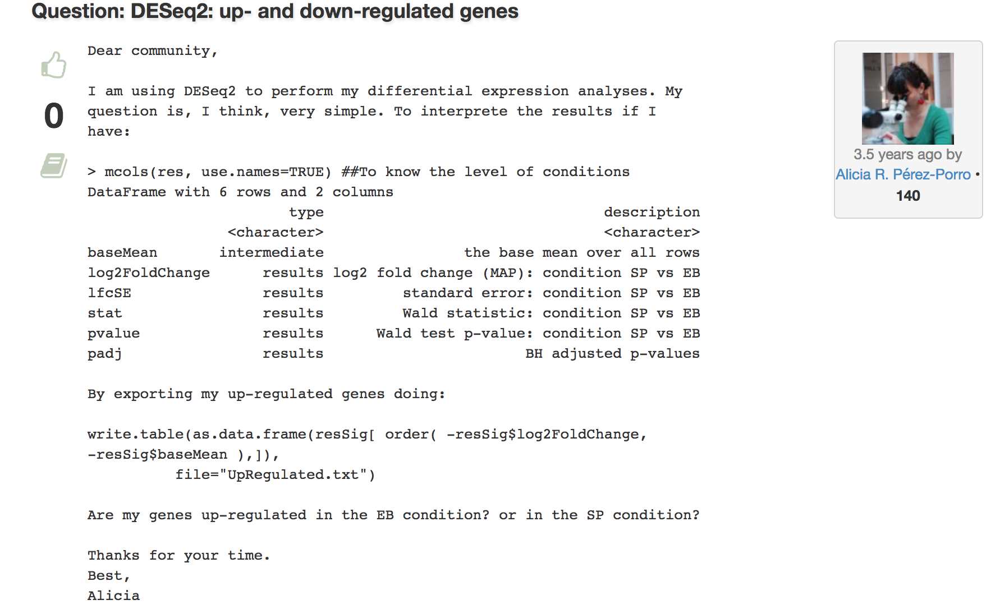 Question: DESeq2: up- and down-regulated genes
Dear community,
I am using DESeq2 to perform my differential expression analyses. My
question is, I think, very simple. To interprete the results if I
have:
> mcols(res, use.names=TRUE) ##To know the level of conditions
DataFrame with 6 rows and 2 columns
type description
<character> <character>
baseMean intermediate the base mean over all rows
log2FoldChange results log2 fold change (MAP): condition SP vs EB
lfcSE results standard error: condition SP vs EB
stat results Wald statistic: condition SP vs EB
pvalue results Wald test p-value: condition SP vs EB
padj results BH adjusted p-values
By exporting my up-regulated genes doing:
write.table(as.data.frame(resSig[ order( -resSig$log2FoldChange,
-resSig$baseMean ),]),
file="UpRegulated.txt")
Are my genes up-regulated in the EB condition? or in the SP condition?
Thanks for your time.
Best,
Alicia
0
3.5 years ago by
Alicia R. Pérez-Porro •
140